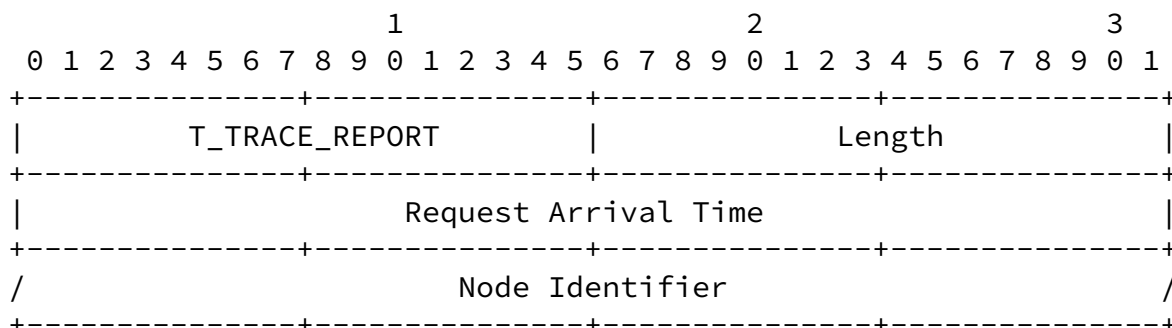 1                   2                   3
 0 1 2 3 4 5 6 7 8 9 0 1 2 3 4 5 6 7 8 9 0 1 2 3 4 5 6 7 8 9 0 1
+---------------+---------------+---------------+---------------+
|         T_TRACE_REPORT        |             Length            |
+---------------+---------------+---------------+---------------+
|                     Request Arrival Time                      |
+---------------+---------------+---------------+---------------+
/                        Node Identifier                        /
+---------------+---------------+---------------+---------------+